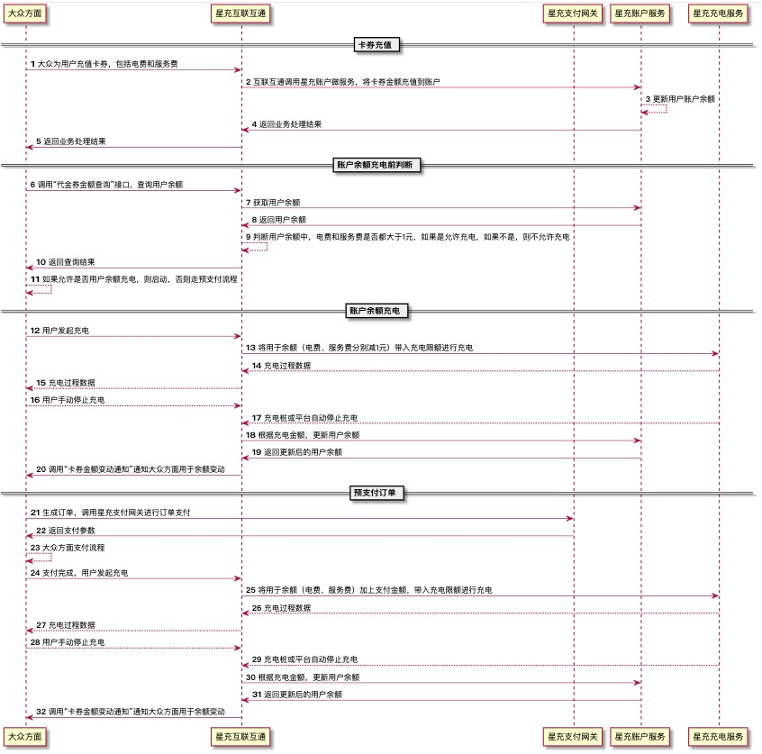 大众方面 星充互联互通 星充支付网关 星充账户服务 星充充电服务
卡券充值
1 大众为用户充值卡券，包括电费和服务费
2 互联互通调用星充账户微服务，将卡券金额充值到账户
3 更新用户账户余额
4 返回业务处理结果
5 返回业务处理结果
账户余额充电前判断
6 调用“代金券金额查询”接口，查询用户余额
7 获取用户余额
8 返回用户余额
9 判断用户余额中，电费和服务费是否都大于1元，如果是允许充电，如果不是，则不允许充电
10 返回查询结果
11 如果允许是否用户余额充电，则启动，否则走预支付流程
账户余额充电
12 用户发起充电
13 将用于余额（电费、服务费分别减1元）带入充电限额进行充电
14 充电过程数据
15 充电过程数据
16 用户手动停止充电
17 充电桩或平台自动停止充电
18 根据充电金额，更新用户余额
19 返回更新后的用户余额
20 调用“卡券金额变动通知”通知大众方面用于余额变动
预支付订单
21 生成订单，调用星充支付网关进行订单支付
22 返回支付参数
23 大众方面支付流程
24 支付完成，用户发起充电
25 将用于余额（电费、服务费）加上支付金额，带入充电限额进行充电
26 充电过程数据
27 充电过程数据
28 用户手动停止充电
29 充电桩或平台自动停止充电
30 根据充电金额，更新用户余额
31 返回更新后的用户余额
32 调用“卡券金额变动通知”通知大众方面用于余额变动
大众方面 星充互联互通 星充支付网关 星充账户服务 星充充电服务